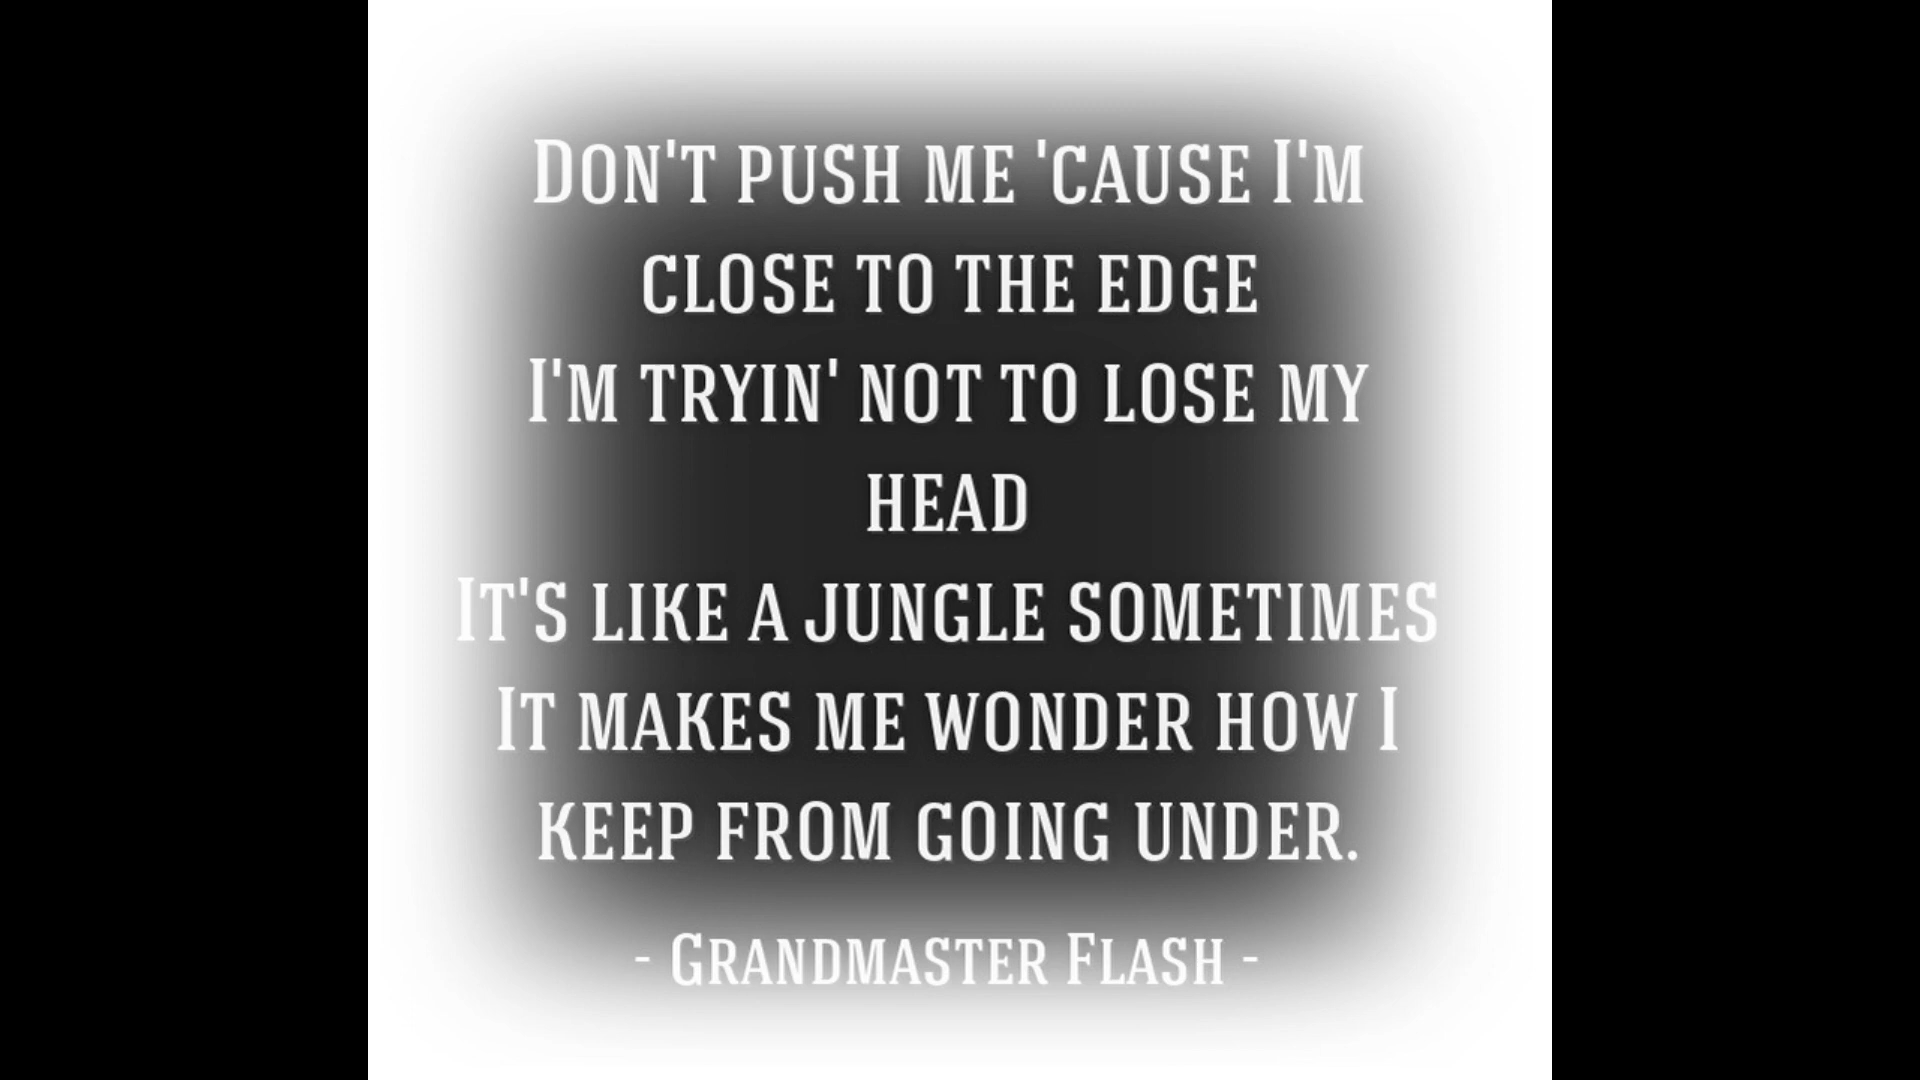 Don't push me 'cause I'm
close to the edge
I'm tryin' not to lose my
head
It's like a jungle sometimes
It makes me wonder how I
keep from going under.
- Grandmaster Flash -